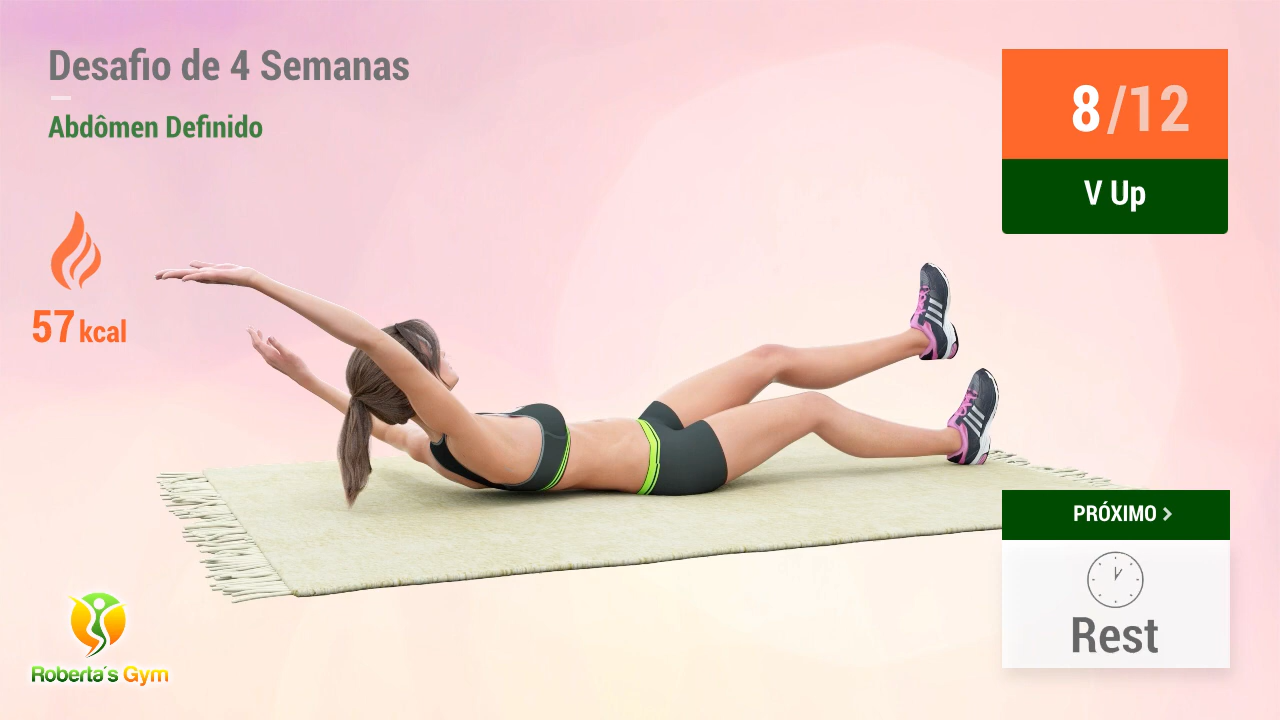 Desafio de 4 Semanas
Abdômen Definido
8/12
V Up
57 kcal
PRÓXIMO >
Rest
Roberta´s Gym